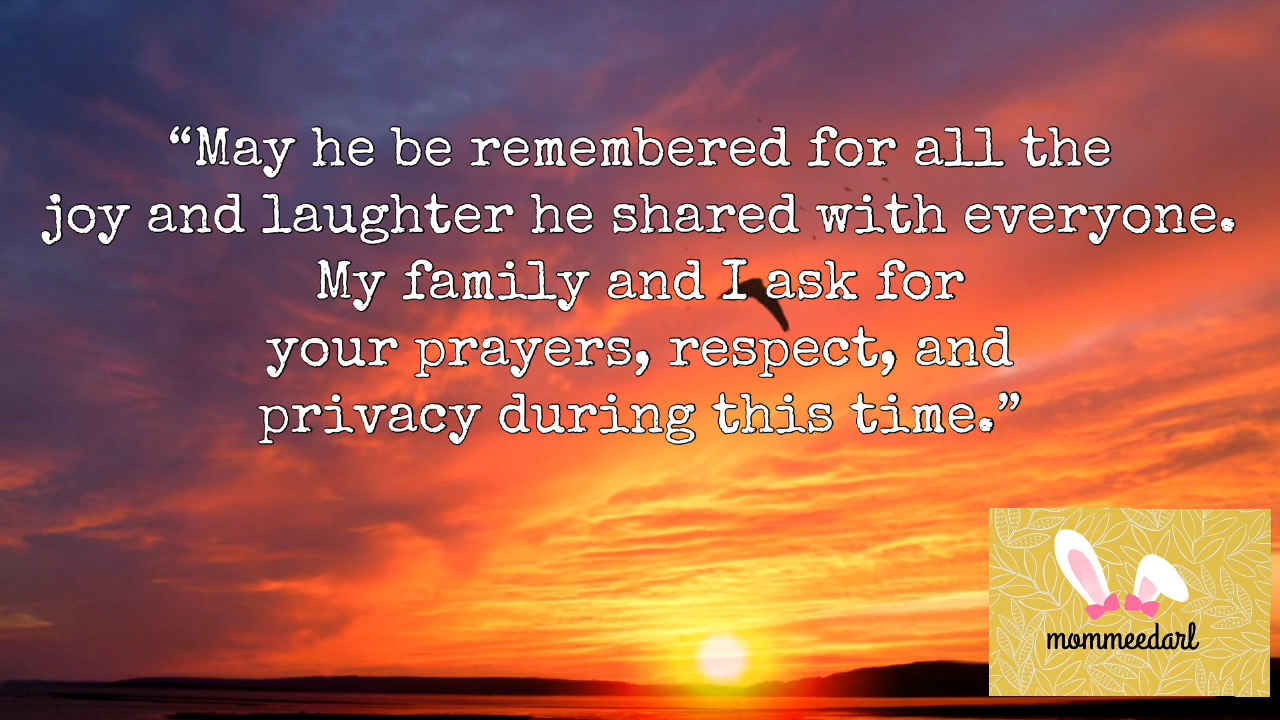 “May he be remembered for all the
joy and laughter he shared with everyone.
My family and I ask for
your prayers, respect, and
privacy during this time.”
mommeedarl